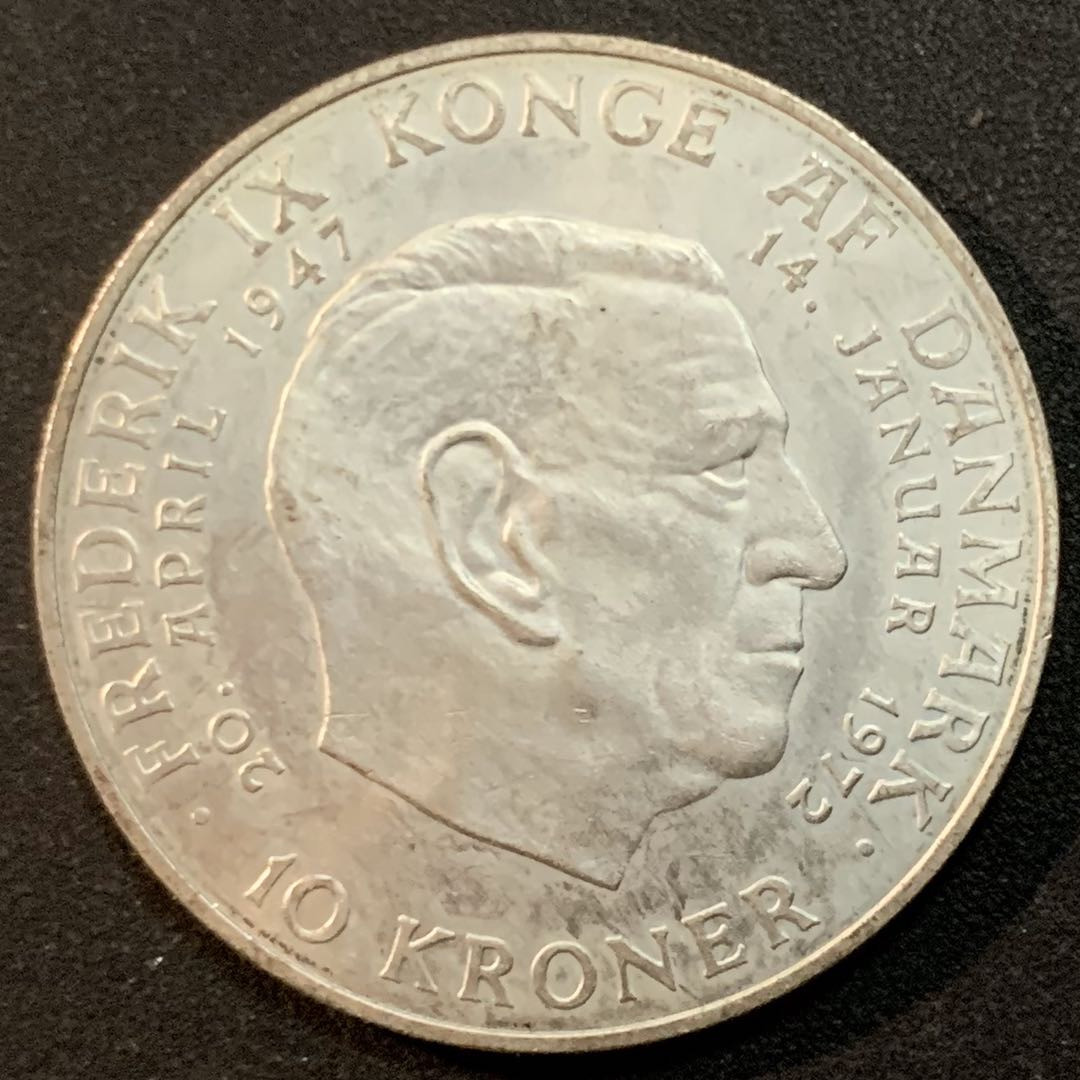 · FREDERIK IX KONGE AF DANMARK ·
20. APRIL 1947
14. JANUAR 1972
10 KRONER